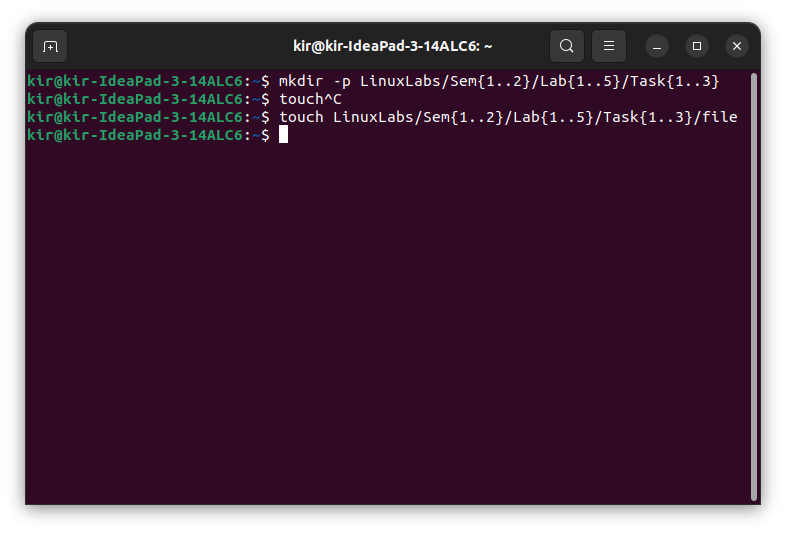 kir@kir-IdeaPad-3-14ALC6: ~
kir@kir-IdeaPad-3-14ALC6:~$ mkdir -p LinuxLabs/Sem{1..2}/Lab{1..5}/Task{1..3}
kir@kir-IdeaPad-3-14ALC6:~$ touch^C
kir@kir-IdeaPad-3-14ALC6:~$ touch LinuxLabs/Sem{1..2}/Lab{1..5}/Task{1..3}/file
kir@kir-IdeaPad-3-14ALC6:~$